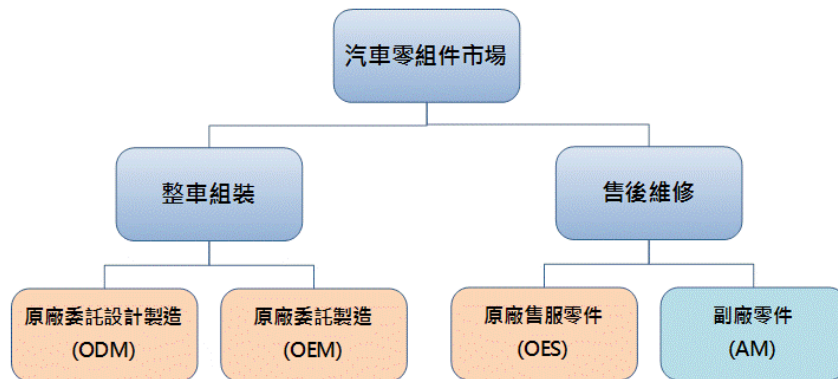 汽車零組件市場
整車組裝
售後維修
原廠委託設計製造
(ODM)
原廠委託製造
(OEM)
原廠售服零件
(OES)
副廠零件
(AM)